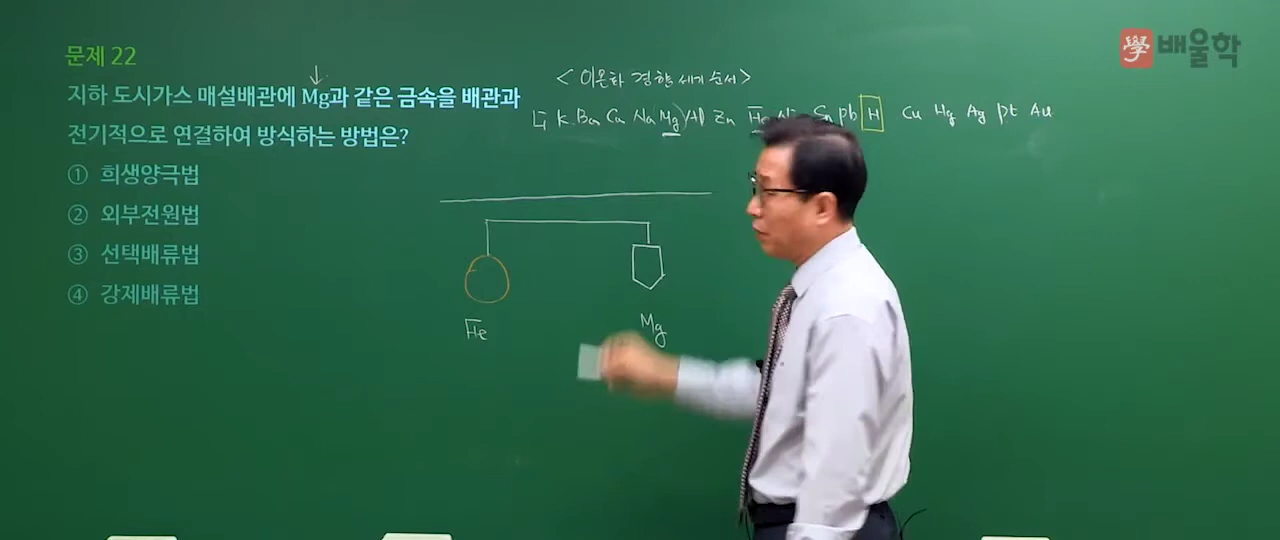 문제 22
지하 도시가스 매설배관에 Mg과 같은 금속을 배관과
전기적으로 연결하여 방식하는 방법은?
① 희생양극법
② 외부전원법
③ 선택배류법
④ 강제배류법
學 배울학
<이온화 경향 세기 순서>
Li K Ba Ca Na Mg Al Zn Fe Ni Sn pb H Cu Hg Ag pt Au
Fe
Mg